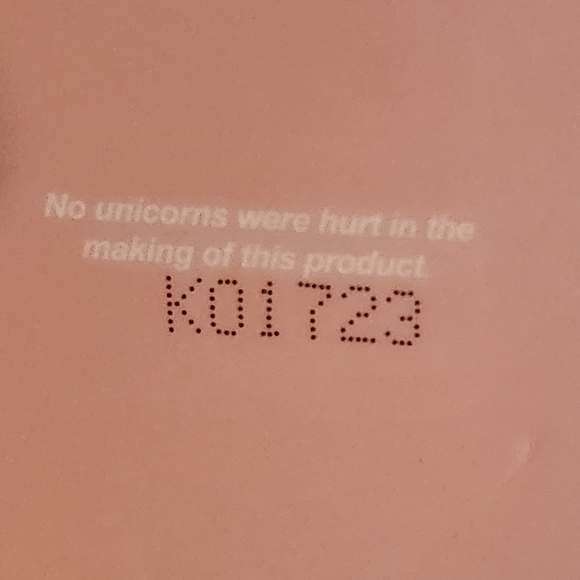 No unicorns were hurt in the
making of this product.
K01723